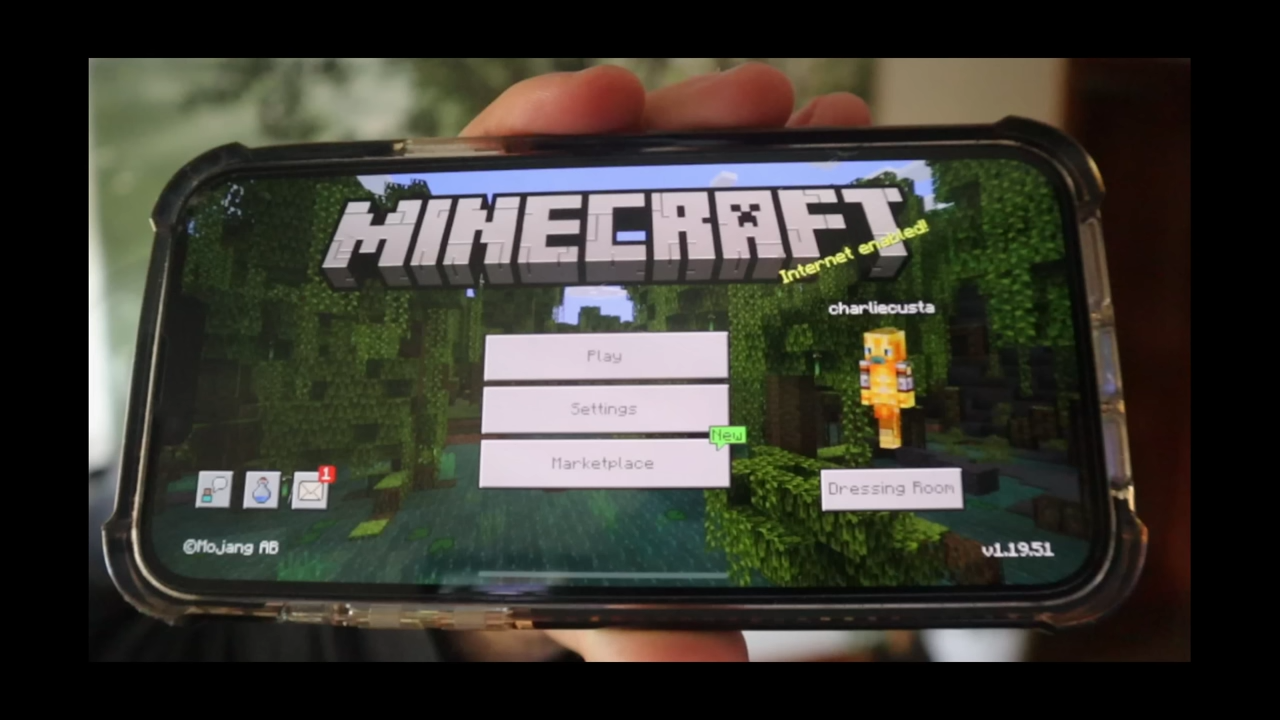 MINECRAFT
Internet enabled!
charliecusta
Play
Settings
New
Marketplace
1
Dressing Room
©Mojang AB
v1.19.51